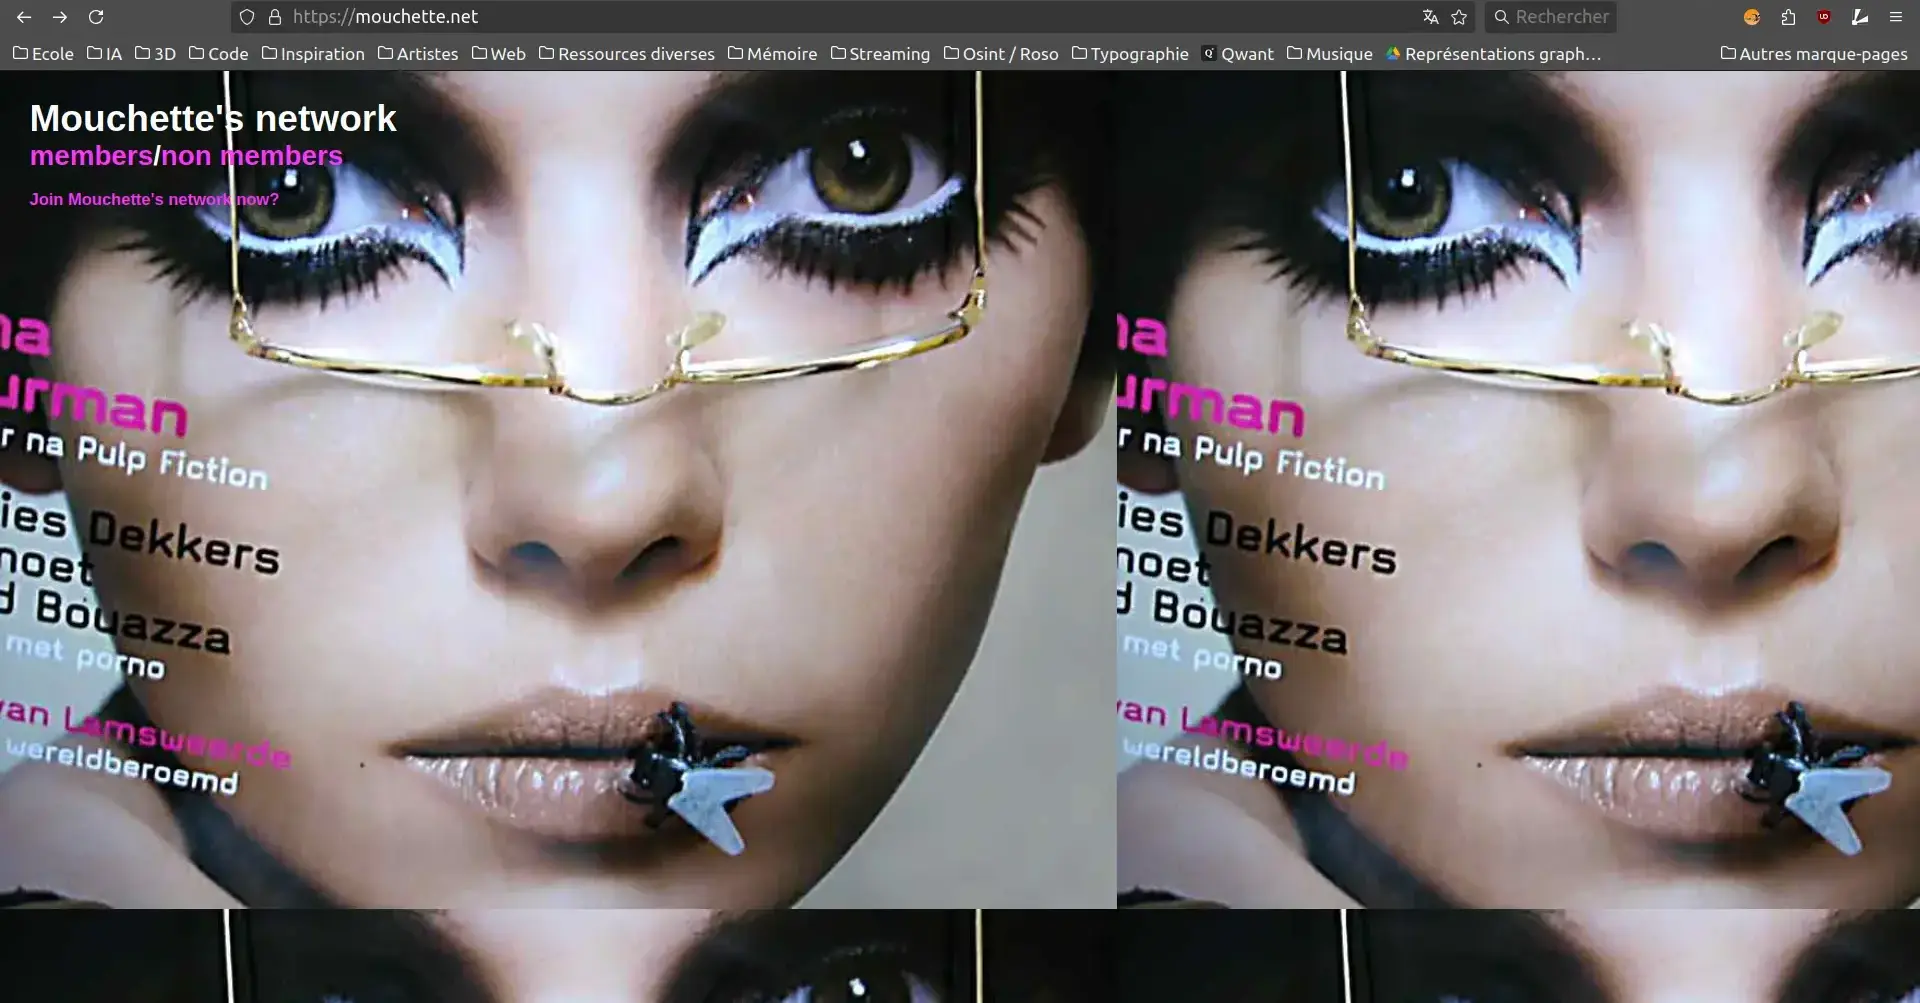 https://mouchette.net
Rechercher
Ecole IA 3D Code Inspiration Artistes Web Ressources diverses Mémoire Streaming Osint / Roso Typographie Qwant Musique Représentations graph… Autres marque-pages
Mouchette's network
members/non members
Join Mouchette's network now?
na
urman
r na Pulp Fiction
ies Dekkers
noet
d Bouazza
met porno
van Lamsweerde
wereldberoemd
na
urman
r na Pulp Fiction
ies Dekkers
noet
d Bouazza
met porno
van Lamsweerde
wereldberoemd